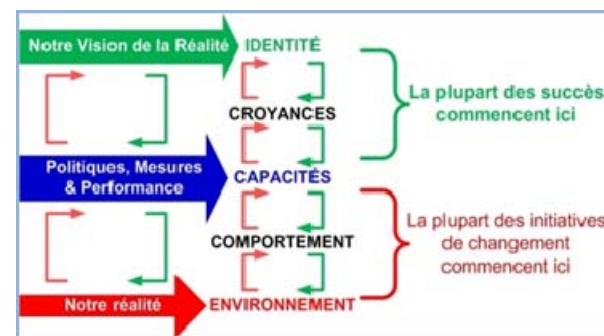 Notre Vision de la Réalité
IDENTITÉ
CROYANCES
La plupart des succès
commencent ici
Politiques, Mesures
& Performance
CAPACITÉS
COMPORTEMENT
La plupart des initiatives
de changement
commencent ici
Notre réalité
ENVIRONNEMENT